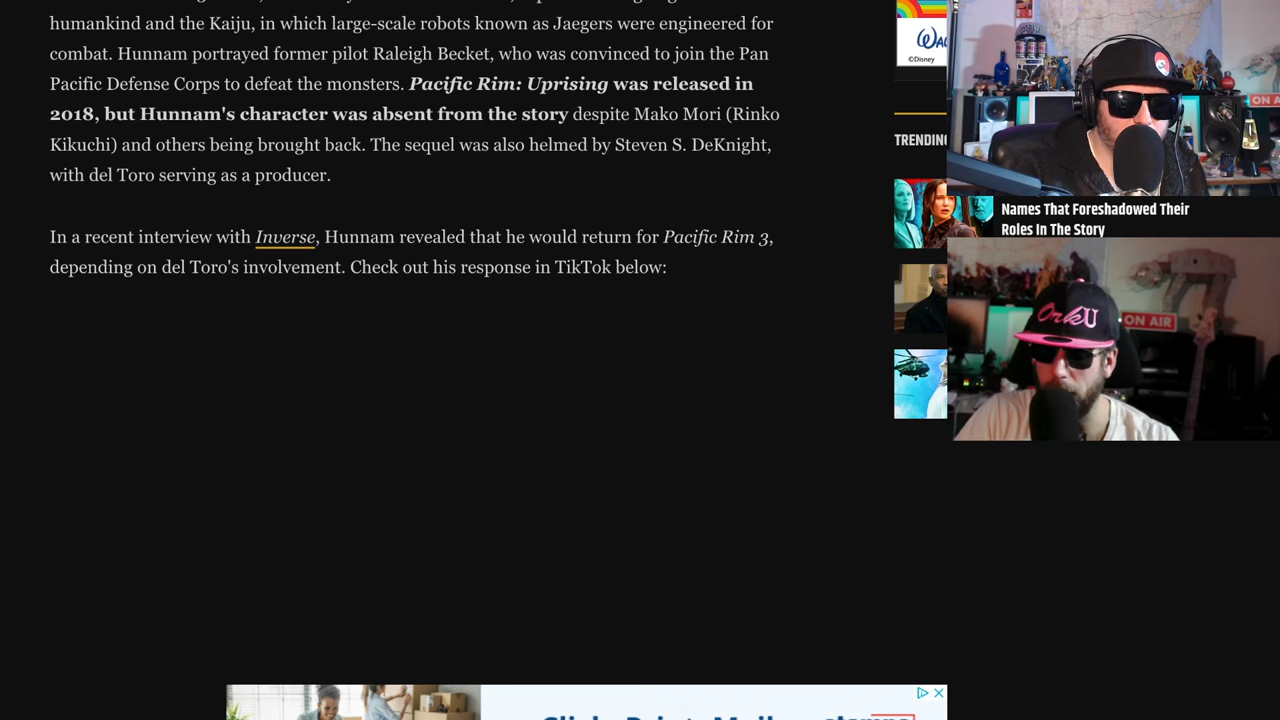 humankind and the Kaiju, in which large-scale robots known as Jaegers were engineered for
combat. Hunnam portrayed former pilot Raleigh Becket, who was convinced to join the Pan
Pacific Defense Corps to defeat the monsters. Pacific Rim: Uprising was released in
2018, but Hunnam's character was absent from the story despite Mako Mori (Rinko
Kikuchi) and others being brought back. The sequel was also helmed by Steven S. DeKnight,
with del Toro serving as a producer.
In a recent interview with Inverse, Hunnam revealed that he would return for Pacific Rim 3,
depending on del Toro's involvement. Check out his response in TikTok below:
©Disney
TRENDING
Names That Foreshadowed Their
Roles In The Story
ON A
OrkU
ON AIR